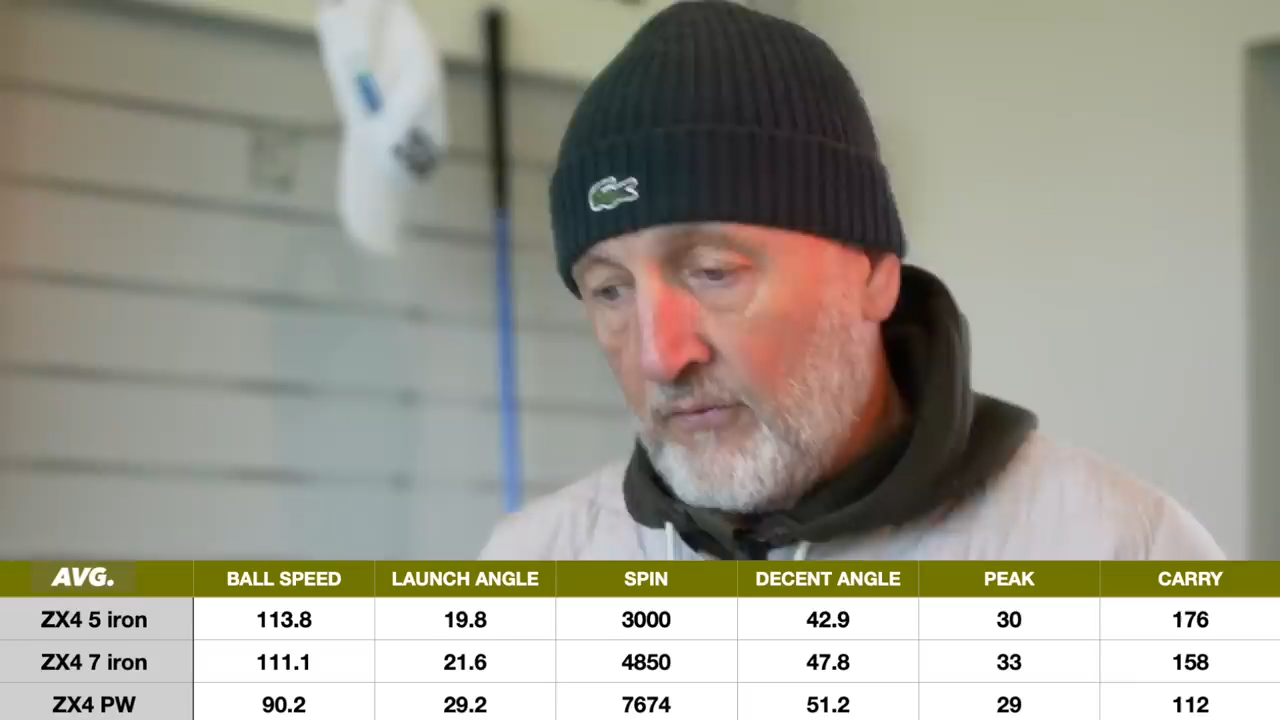 AVG. BALL SPEED LAUNCH ANGLE SPIN DECENT ANGLE PEAK CARRY
ZX4 5 iron 113.8 19.8 3000 42.9 30 176
ZX4 7 iron 111.1 21.6 4850 47.8 33 158
ZX4 PW 90.2 29.2 7674 51.2 29 112